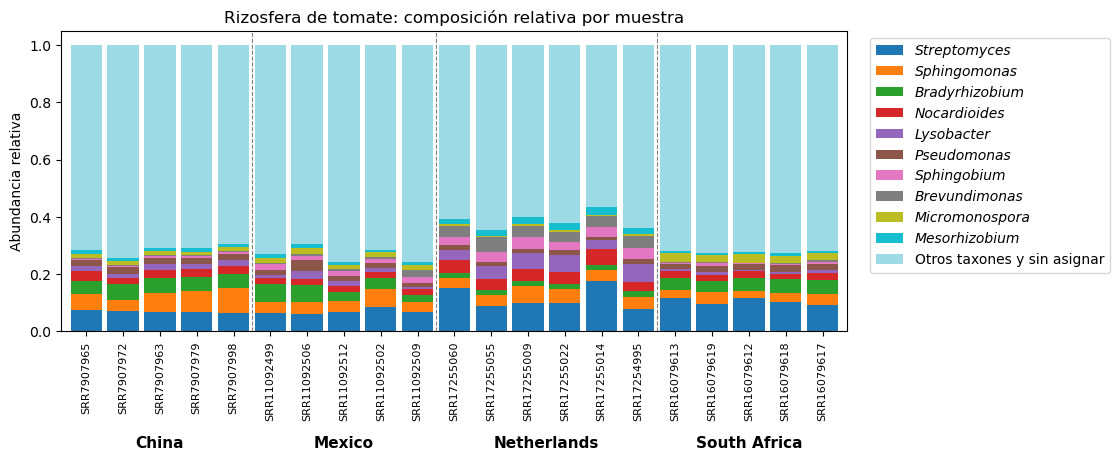 Rizosfera de tomate: composición relativa por muestra
Abundancia relativa
1.0
0.8
0.6
0.4
0.2
0.0
SRR7907965
SRR7907972
SRR7907963
SRR7907979
SRR7907998
SRR11092499
SRR11092506
SRR11092512
SRR11092502
SRR11092509
SRR17255060
SRR17255055
SRR17255009
SRR17255022
SRR17255014
SRR17254995
SRR16079613
SRR16079619
SRR16079612
SRR16079618
SRR16079617
China
Mexico
Netherlands
South Africa
Streptomyces
Sphingomonas
Bradyrhizobium
Nocardioides
Lysobacter
Pseudomonas
Sphingobium
Brevundimonas
Micromonospora
Mesorhizobium
Otros taxones y sin asignar